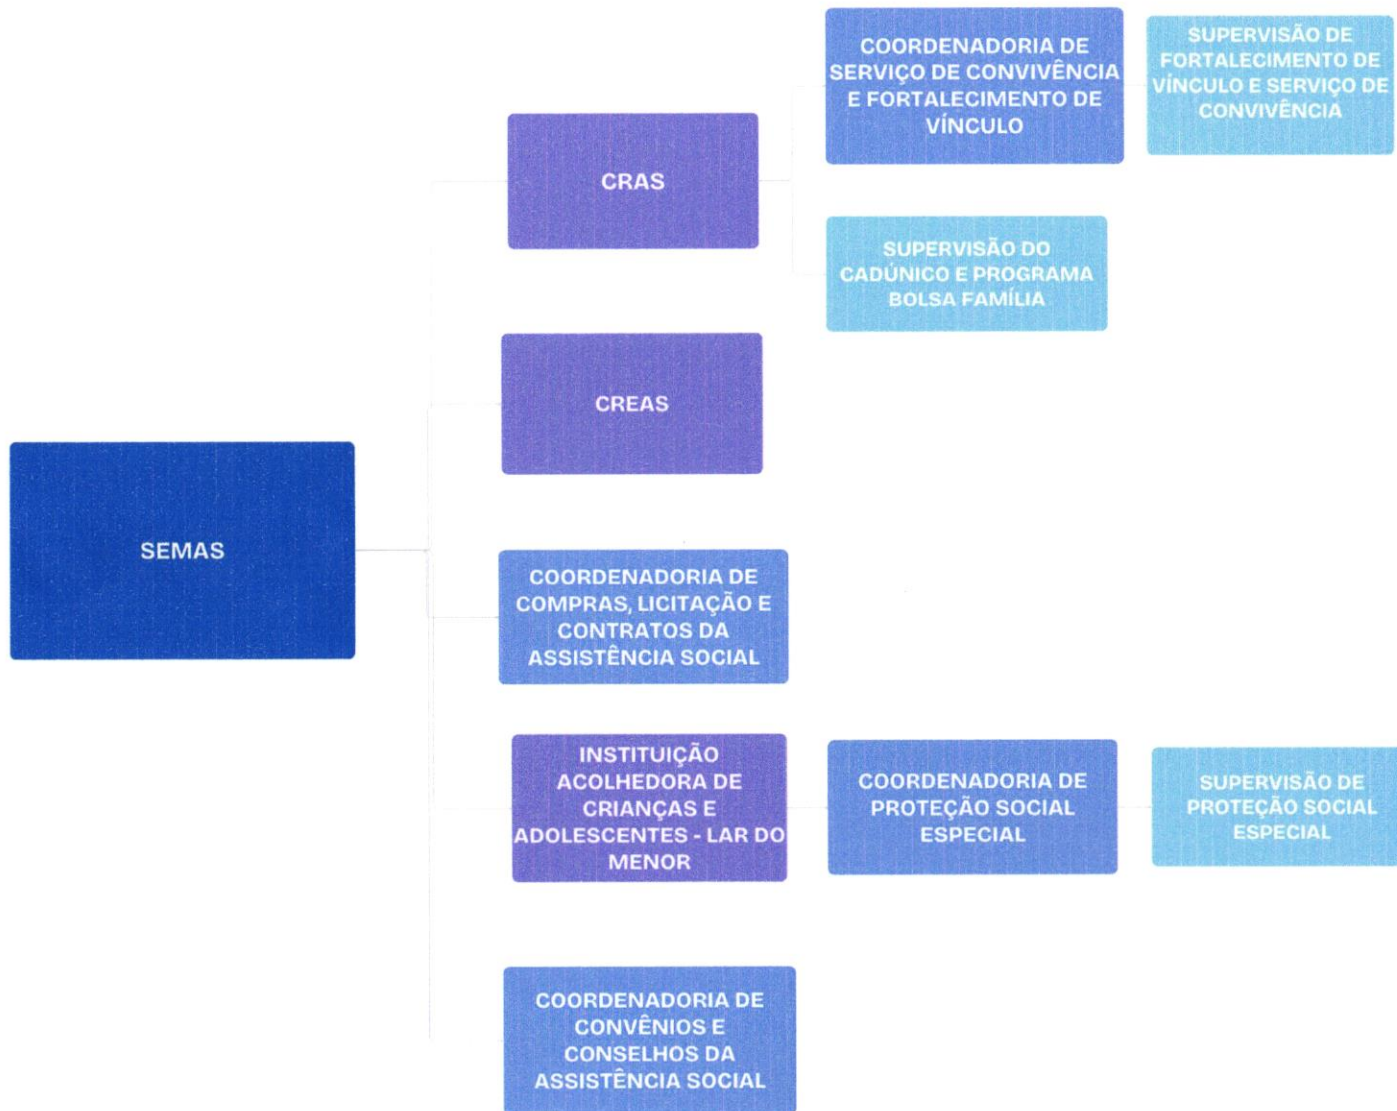 SEMAS
CRAS
COORDENADORIA DE
SERVIÇO DE CONVIVÊNCIA
E FORTALECIMENTO DE
VÍNCULO
SUPERVISÃO DE
FORTALECIMENTO DE
VÍNCULO E SERVIÇO DE
CONVIVÊNCIA
SUPERVISÃO DO
CADÚNICO E PROGRAMA
BOLSA FAMÍLIA
CREAS
COORDENADORIA DE
COMPRAS, LICITAÇÃO E
CONTRATOS DA
ASSISTÊNCIA SOCIAL
INSTITUIÇÃO
ACOLHEDORA DE
CRIANÇAS E
ADOLESCENTES - LAR DO
MENOR
COORDENADORIA DE
PROTEÇÃO SOCIAL
ESPECIAL
SUPERVISÃO DE
PROTEÇÃO SOCIAL
ESPECIAL
COORDENADORIA DE
CONVÊNIOS E
CONSELHOS DA
ASSISTÊNCIA SOCIAL